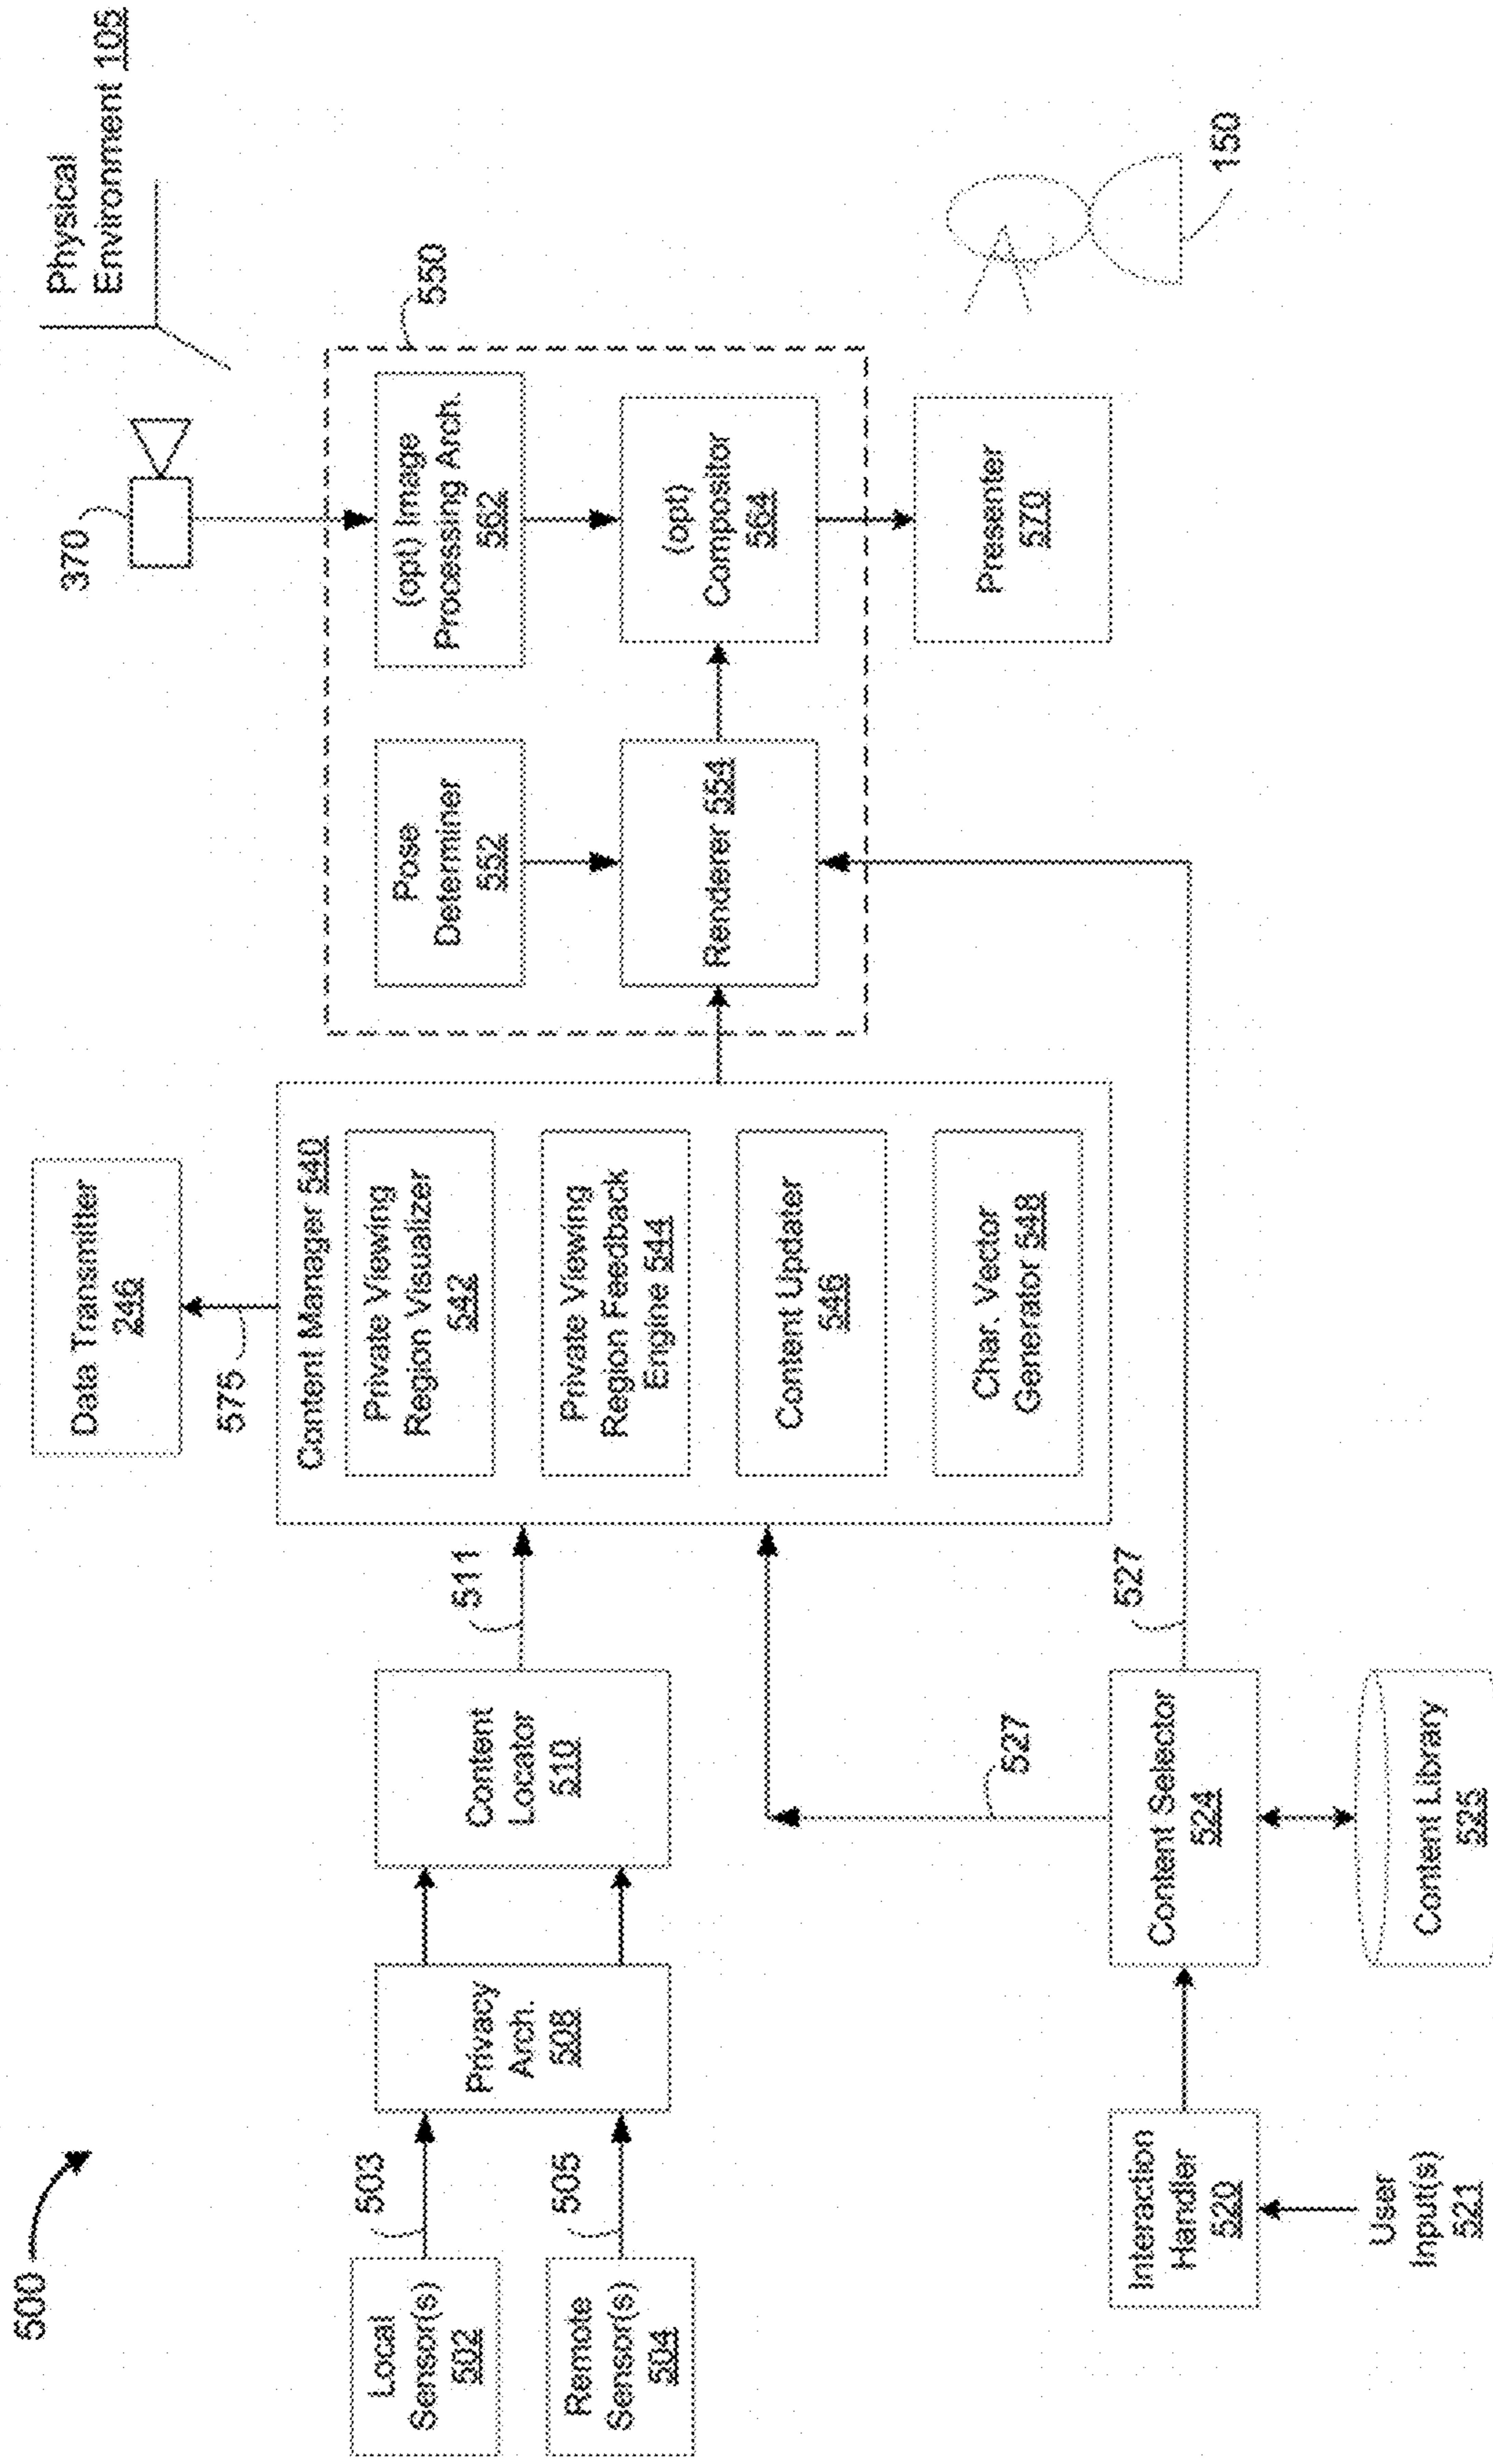 500
Local
Sensor(s)
502
Remote
Sensor(s)
504
503
505
Privacy
Arch.
508
Content
Locator
510
511
Interaction
Handler
520
User
Input(s)
521
Content Selector
524
Content Library
525
527
527
Data Transmitter
246
575
Content Manager 540
Private Viewing
Region Visualizer
542
Private Viewing
Region Feedback
Engine 544
Content Updater
546
Char. Vector
Generator 548
550
Pose
Determiner
552
Renderer 554
(opt) Image
Processing Arch.
562
(opt)
Compositor
564
Presenter
570
370
Physical
Environment 105
150